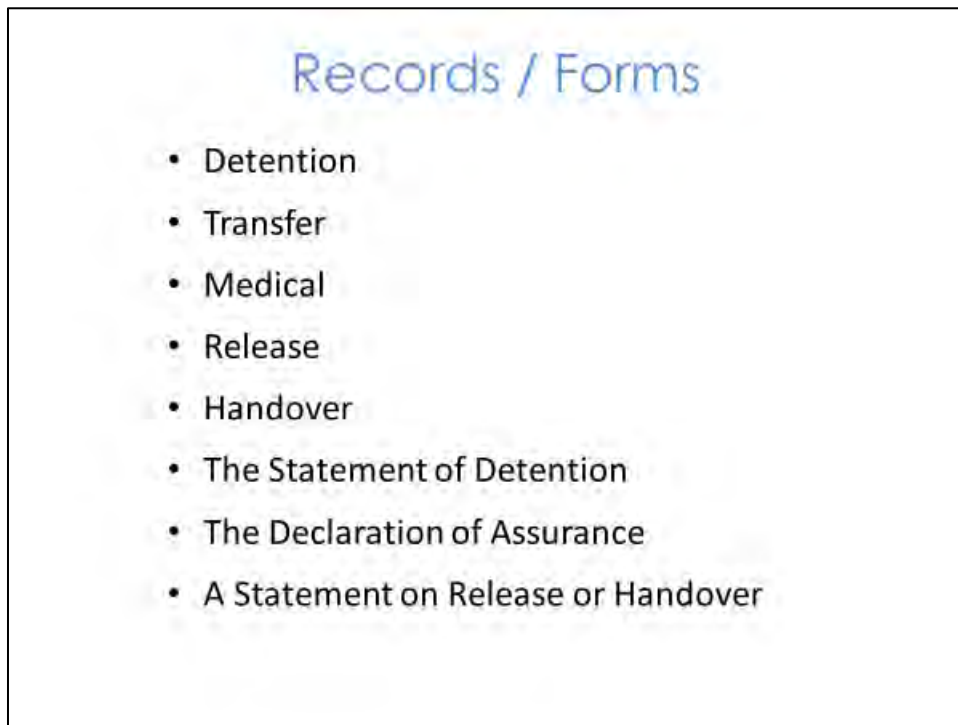 Records / Forms
• Detention
• Transfer
• Medical
• Release
• Handover
• The Statement of Detention
• The Declaration of Assurance
• A Statement on Release or Handover